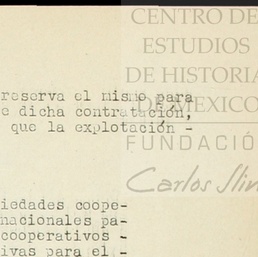 CENTRO DE
ESTUDIOS
DE HISTORIA
DE MEXICO
FUNDACIÓ
Carlos Slim
reserva el mismo para
e dicha contratación,
que la explotación -
iedades coope-
nacionales pa-
cooperativos -
ivas para el -